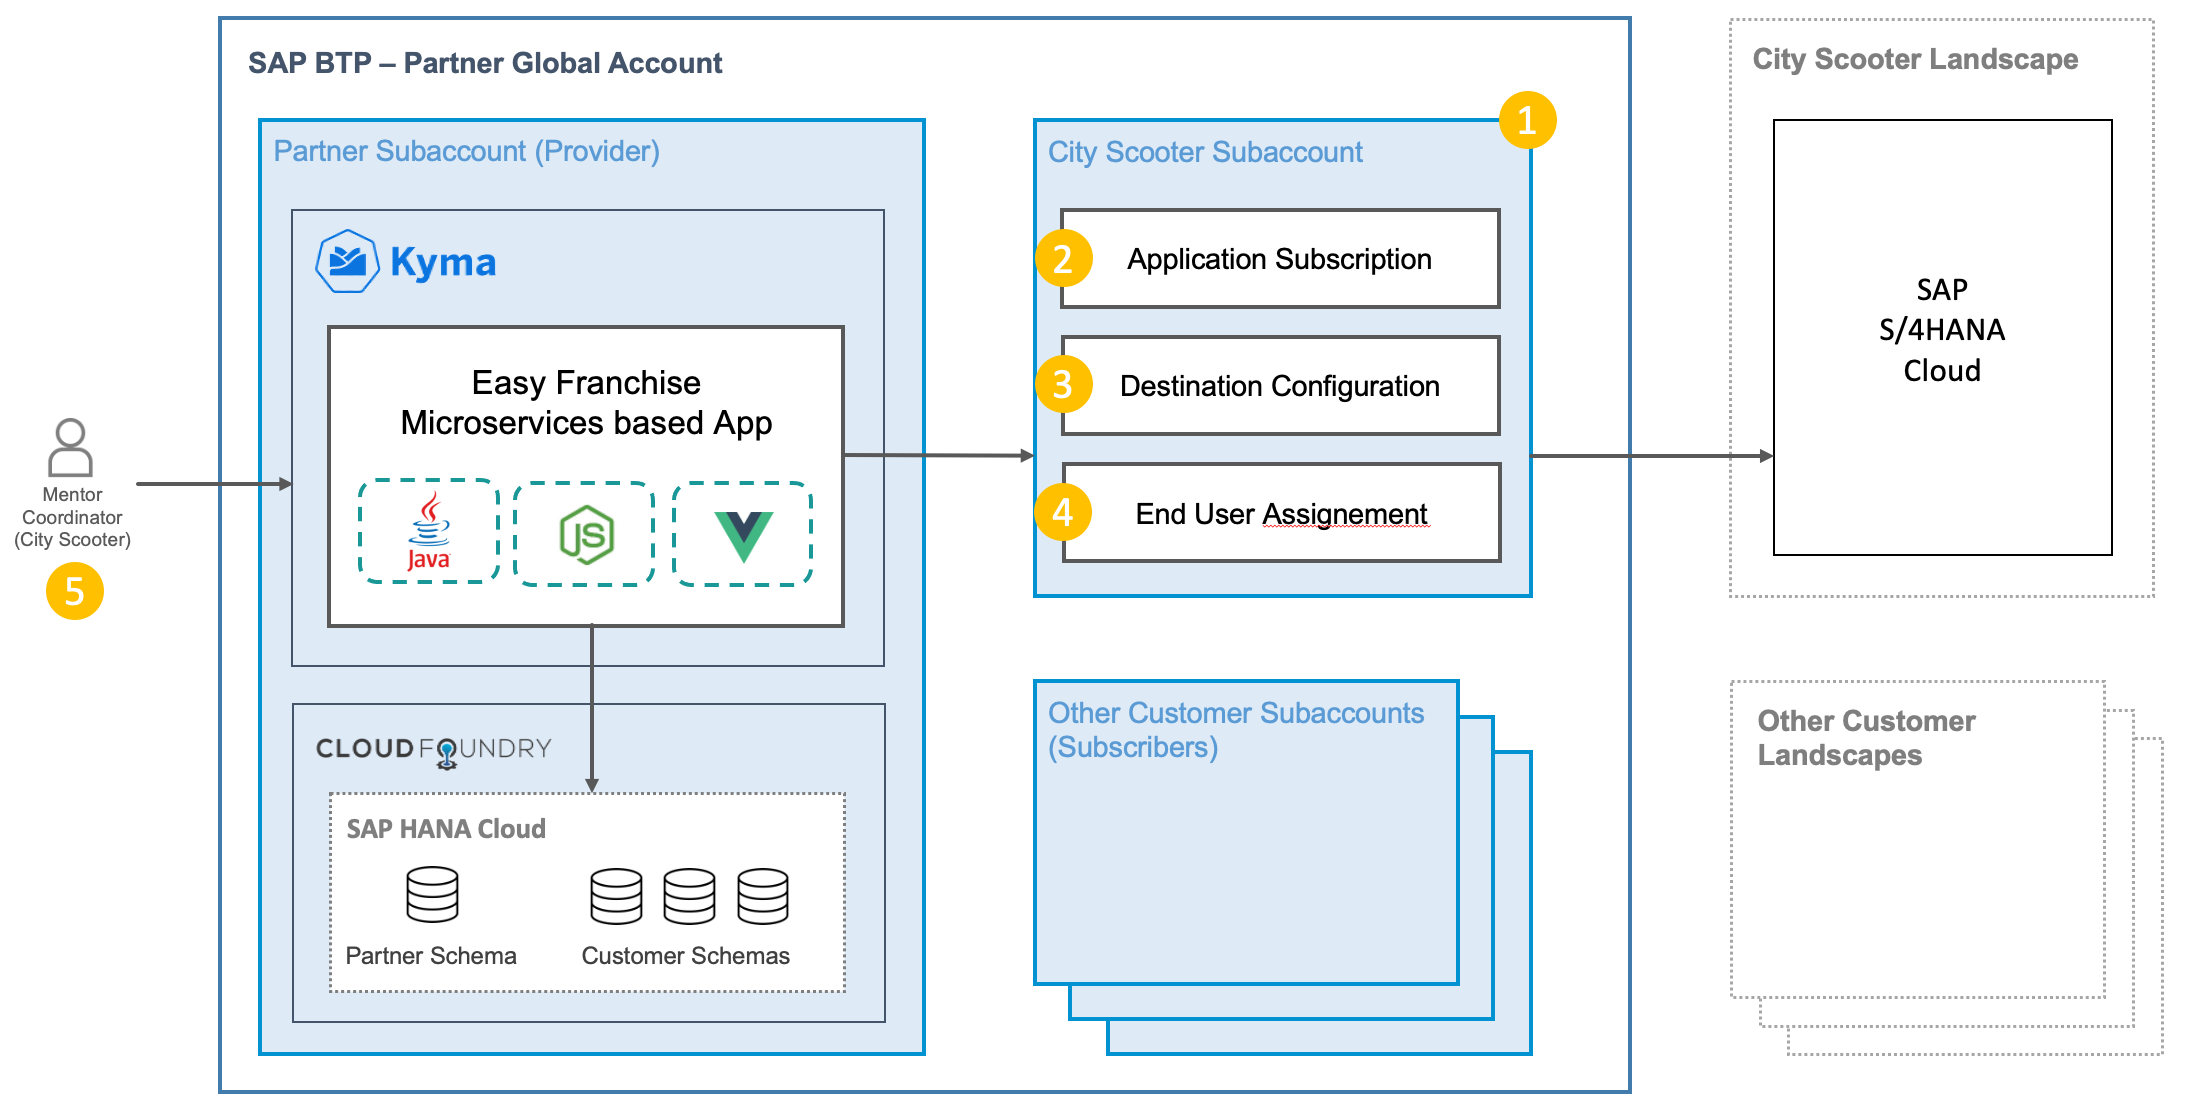 SAP BTP – Partner Global Account
Partner Subaccount (Provider)
Kyma
Easy Franchise
Microservices based App
Java
JS
CLOUD FOUNDRY
SAP HANA Cloud
Partner Schema
Customer Schemas
Mentor
Coordinator
(City Scooter)
5
City Scooter Subaccount
1
2
Application Subscription
3
Destination Configuration
4
End User Assignement
Other Customer Subaccounts
(Subscribers)
City Scooter Landscape
SAP
S/4HANA
Cloud
Other Customer
Landscapes